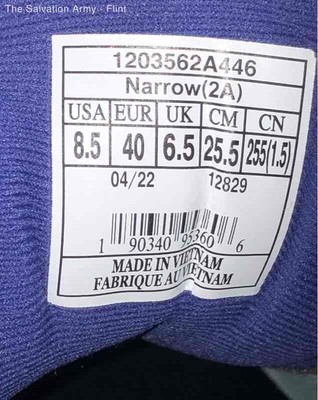 The Salvation Army - Flint
1203562A446
Narrow(2A)
USA EUR UK CM CN
8.5 40 6.5 25.5 255(1.5)
04/22 12829
1 90340 95360 6
MADE IN VIETNAM
FABRIQUE AU VIETNAM